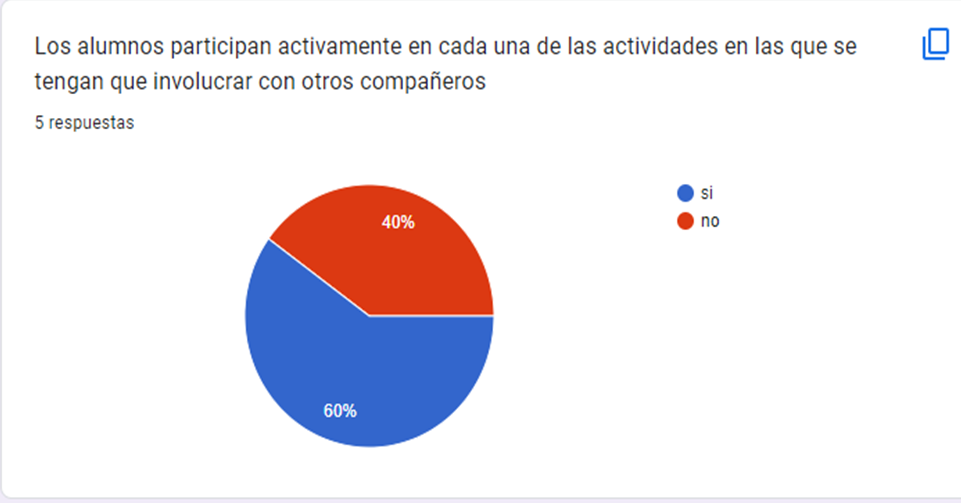 Los alumnos participan activamente en cada una de las actividades en las que se
tengan que involucrar con otros compañeros
5 respuestas
si
no
40%
60%